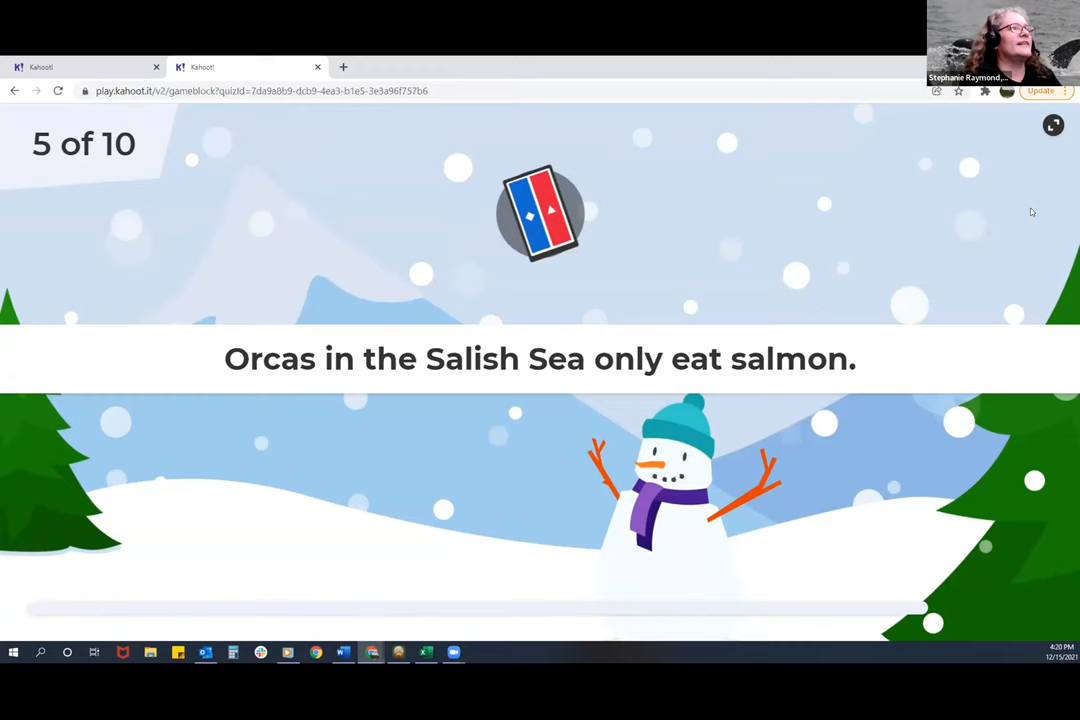 Stephanie Raymond,...
K! Kahoot!
K! Kahoot!
play.kahoot.it/v2/gameblock?quizId=7da9a8b9-dcb9-4ea3-b1e5-3e3a96f757b6
Update
5 of 10
Orcas in the Salish Sea only eat salmon.
4:20 PM
12/15/2021